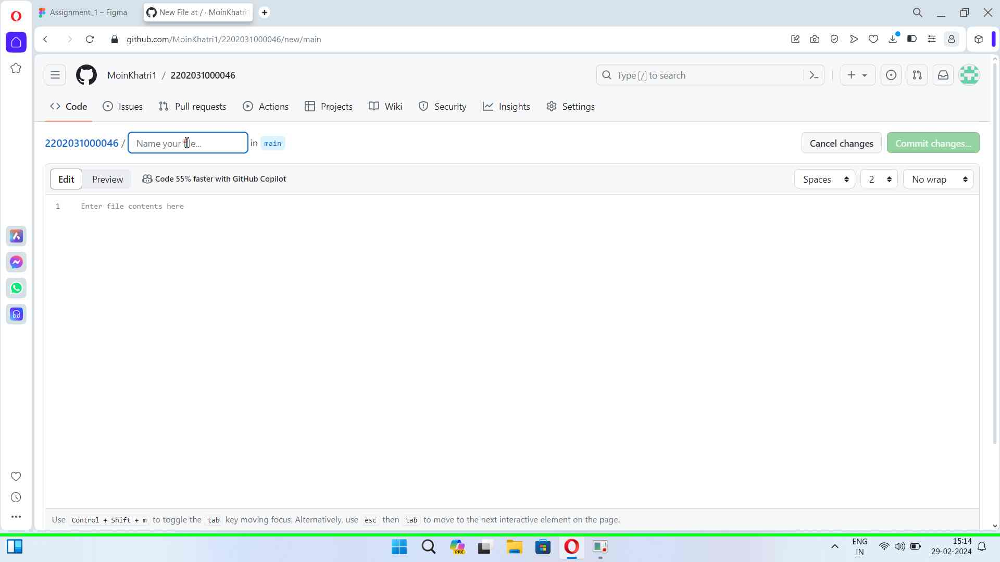 Assignment_1 – Figma
New File at / · MoinKhatri
github.com/MoinKhatri1/2202031000046/new/main
MoinKhatri1 / 2202031000046
Type / to search
Code
Issues
Pull requests
Actions
Projects
Wiki
Security
Insights
Settings
2202031000046 / Name your file... in main
Cancel changes
Commit changes...
Edit
Preview
Code 55% faster with GitHub Copilot
Spaces
2
No wrap
1 Enter file contents here
Use Control + Shift + m to toggle the tab key moving focus. Alternatively, use esc then tab to move to the next interactive element on the page.
PRE
ENG
IN
15:14
29-02-2024